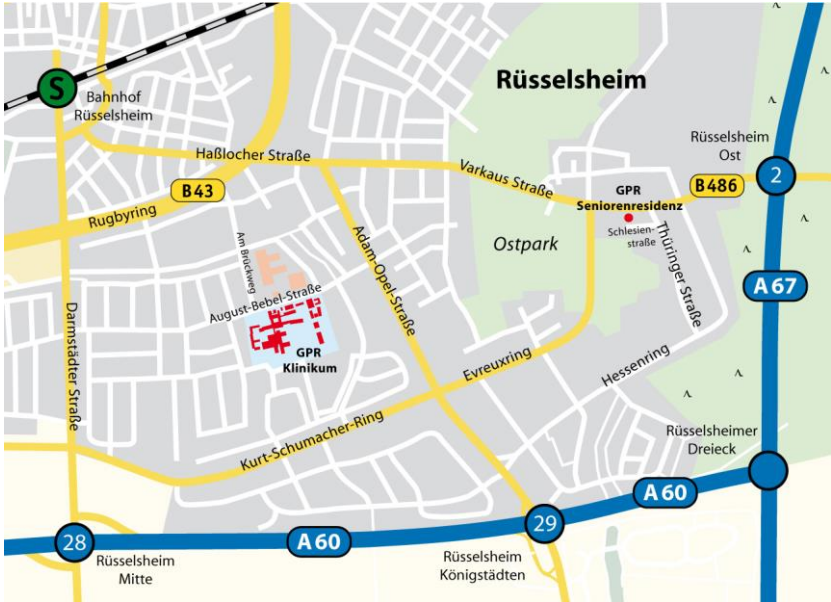 Rüsselsheim
S
Bahnhof
Rüsselsheim
Rüsselsheim
Ost
2
Haßlocher Straße
Varkaus Straße
B 43
B 486
GPR
Seniorenresidenz
Schlesien-
straße
Rugbyring
Am Brückweg
Adam-Opel-Straße
Ostpark
Thüringer Straße
A 67
August-Bebel-Straße
GPR
Klinikum
Darmstädter Straße
Evreuxring
Hessenring
Kurt-Schumacher-Ring
Rüsselsheimer
Dreieck
A 60
29
28
A 60
Rüsselsheim
Mitte
Rüsselsheim
Königstädten